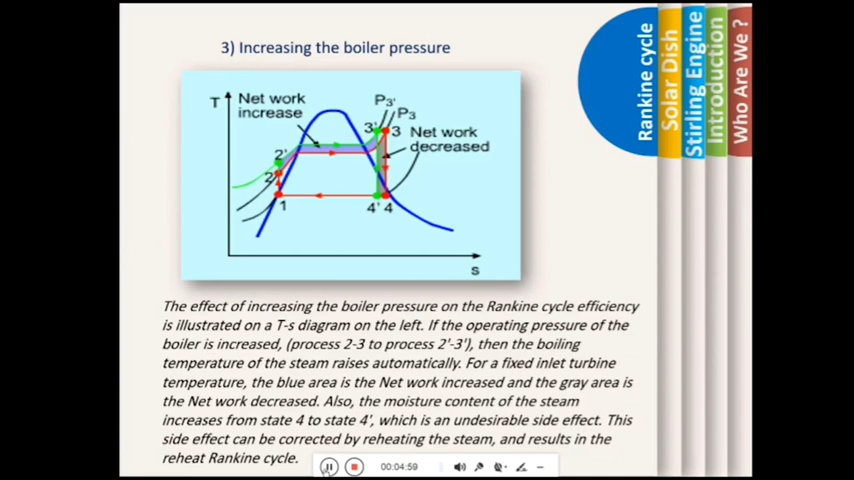 3) Increasing the boiler pressure
T
Net work
increase
P3'
P3
3'
3
Net work
decreased
2'
2
1
4'
4
s
The effect of increasing the boiler pressure on the Rankine cycle efficiency
is illustrated on a T-s diagram on the left. If the operating pressure of the
boiler is increased, (process 2-3 to process 2'-3'), then the boiling
temperature of the steam raises automatically. For a fixed inlet turbine
temperature, the blue area is the Net work increased and the gray area is
the Net work decreased. Also, the moisture content of the steam
increases from state 4 to state 4', which is an undesirable side effect. This
side effect can be corrected by reheating the steam, and results in the
reheat Rankine cycle.
00:04:59
Rankine cycle
Solar Dish
Stirling Engine
Introduction
Who Are We ?